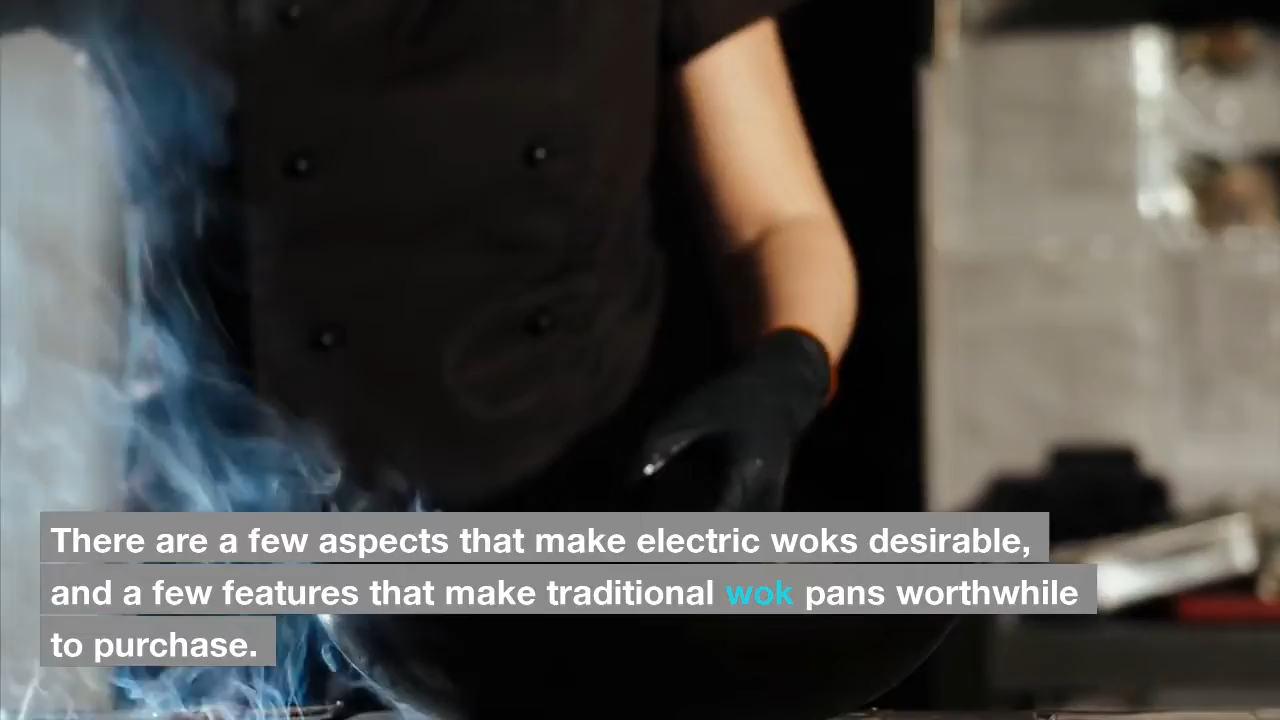 There are a few aspects that make electric woks desirable,
and a few features that make traditional wok pans worthwhile
to purchase.